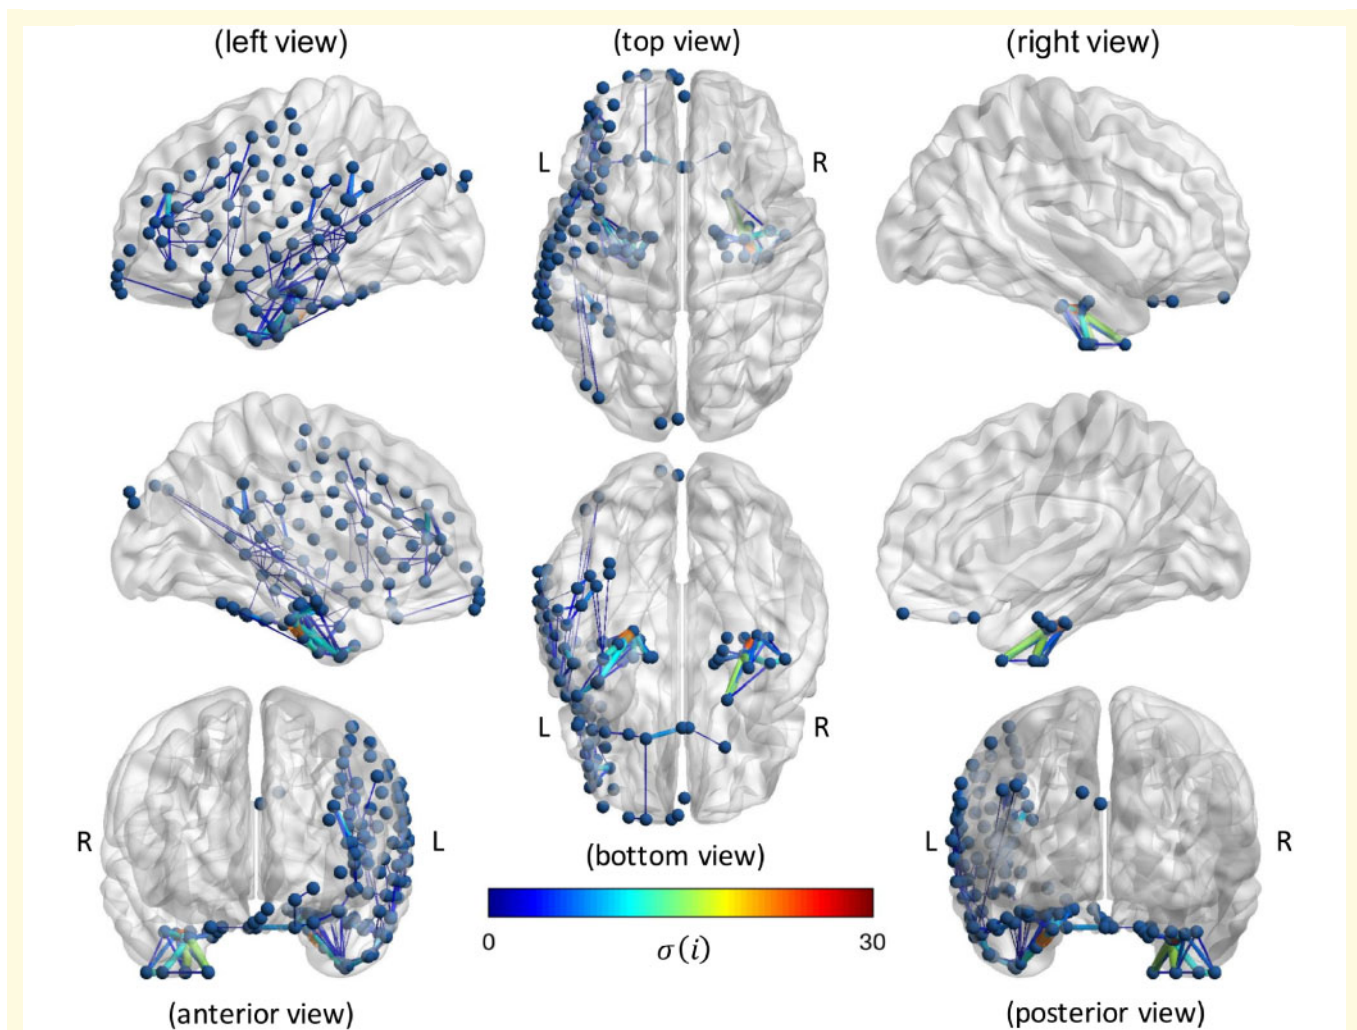 (left view)
(top view)
(right view)
L
R
L
R
R
L
L
R
(bottom view)
0
30
σ(i)
(anterior view)
(posterior view)